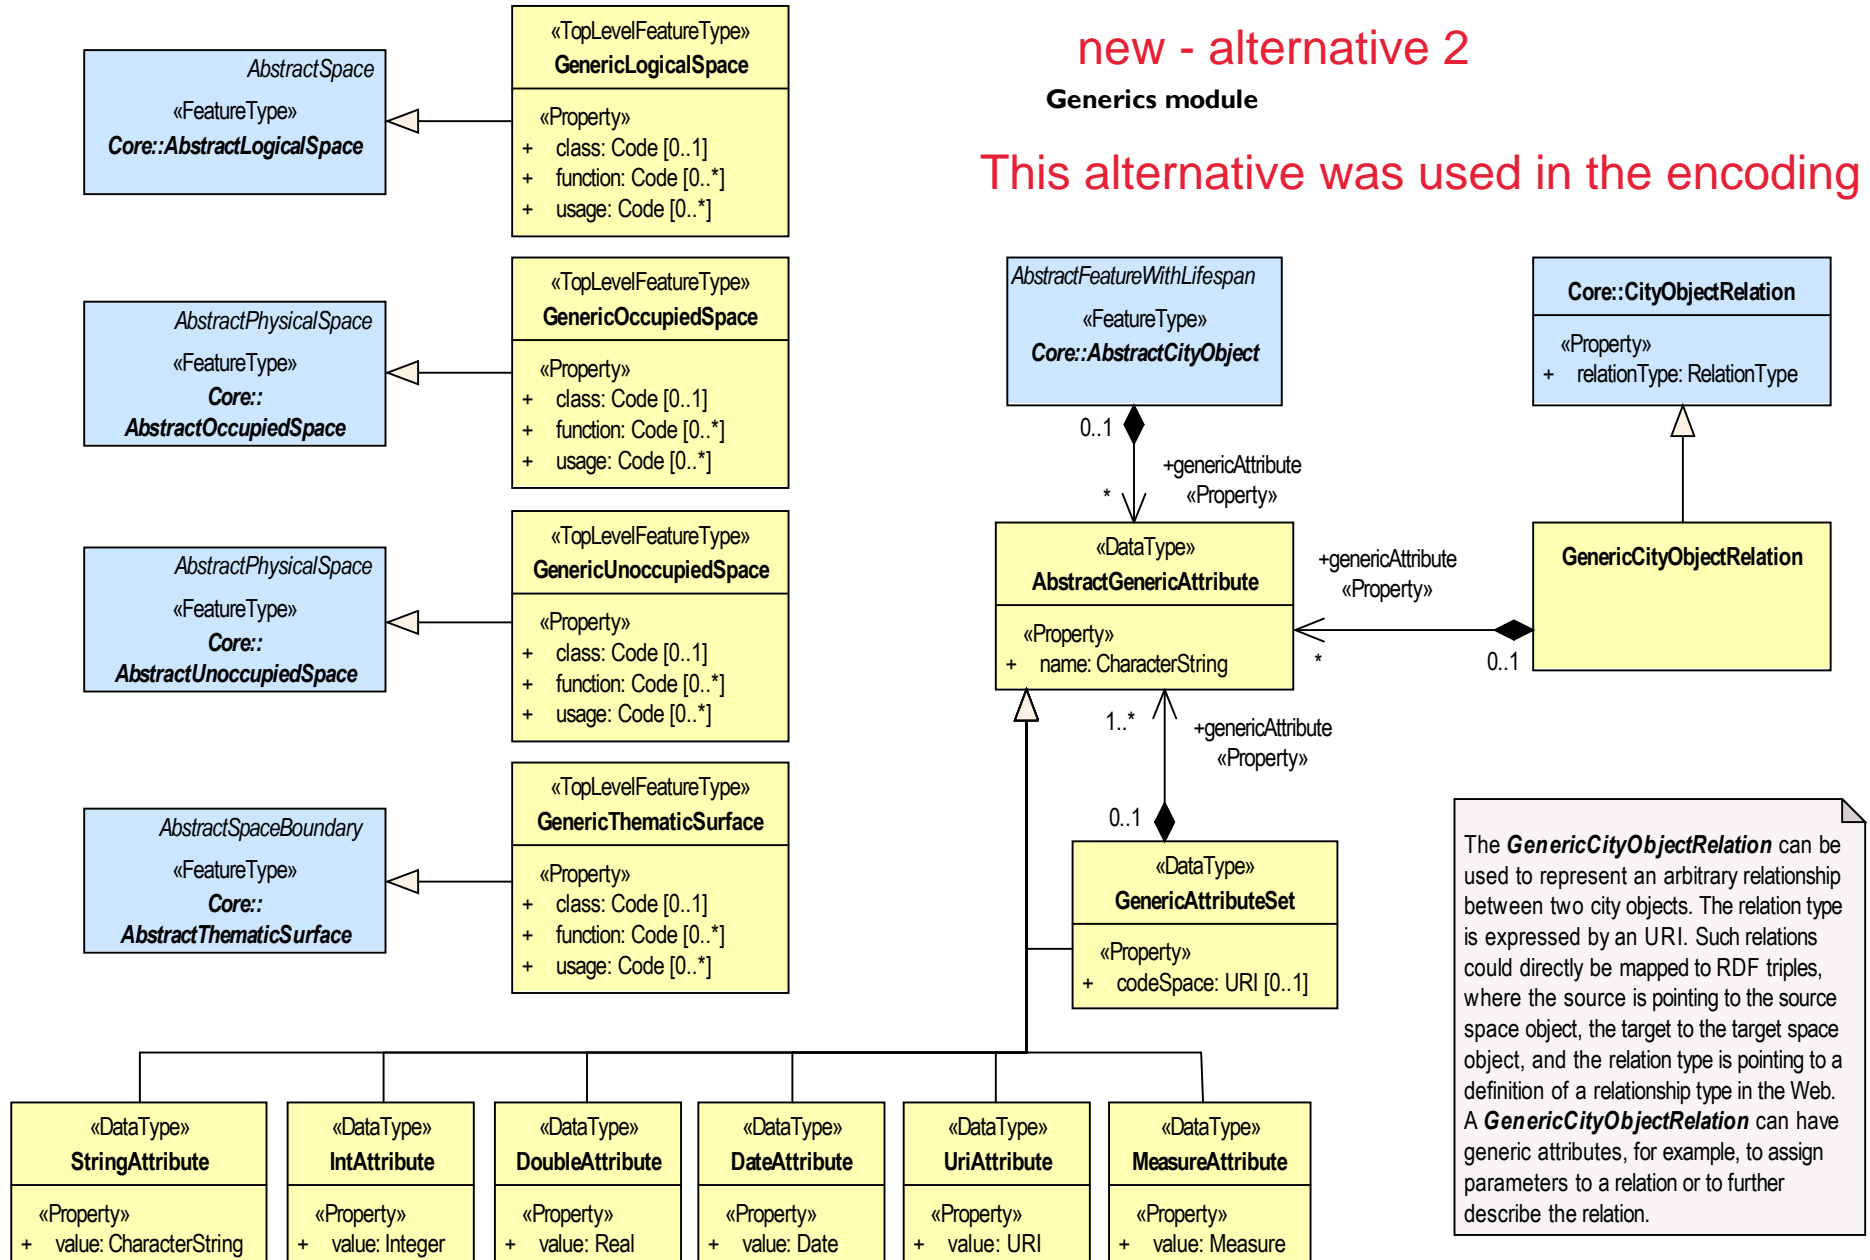 new - alternative 2
Generics module
This alternative was used in the encoding
AbstractSpace
«FeatureType»
Core::AbstractLogicalSpace
«TopLevelFeatureType»
GenericLogicalSpace
«Property»
+ class: Code [0..1]
+ function: Code [0..*]
+ usage: Code [0..*]
AbstractPhysicalSpace
«FeatureType»
Core::
AbstractOccupiedSpace
«TopLevelFeatureType»
GenericOccupiedSpace
«Property»
+ class: Code [0..1]
+ function: Code [0..*]
+ usage: Code [0..*]
AbstractPhysicalSpace
«FeatureType»
Core::
AbstractUnoccupiedSpace
«TopLevelFeatureType»
GenericUnoccupiedSpace
«Property»
+ class: Code [0..1]
+ function: Code [0..*]
+ usage: Code [0..*]
AbstractSpaceBoundary
«FeatureType»
Core::
AbstractThematicSurface
«TopLevelFeatureType»
GenericThematicSurface
«Property»
+ class: Code [0..1]
+ function: Code [0..*]
+ usage: Code [0..*]
AbstractFeatureWithLifespan
«FeatureType»
Core::AbstractCityObject
0..1
+genericAttribute
«Property»
*
Core::CityObjectRelation
«Property»
+ relationType: RelationType
«DataType»
AbstractGenericAttribute
«Property»
+ name: CharacterString
+genericAttribute
«Property»
*
0..1
GenericCityObjectRelation
1..*
+genericAttribute
«Property»
0..1
«DataType»
GenericAttributeSet
«Property»
+ codeSpace: URI [0..1]
The GenericCityObjectRelation can be
used to represent an arbitrary relationship
between two city objects. The relation type
is expressed by an URI. Such relations
could directly be mapped to RDF triples,
where the source is pointing to the source
space object, the target to the target space
object, and the relation type is pointing to a
definition of a relationship type in the Web.
A GenericCityObjectRelation can have
generic attributes, for example, to assign
parameters to a relation or to further
describe the relation.
«DataType»
StringAttribute
«Property»
+ value: CharacterString
«DataType»
IntAttribute
«Property»
+ value: Integer
«DataType»
DoubleAttribute
«Property»
+ value: Real
«DataType»
DateAttribute
«Property»
+ value: Date
«DataType»
UriAttribute
«Property»
+ value: URI
«DataType»
MeasureAttribute
«Property»
+ value: Measure